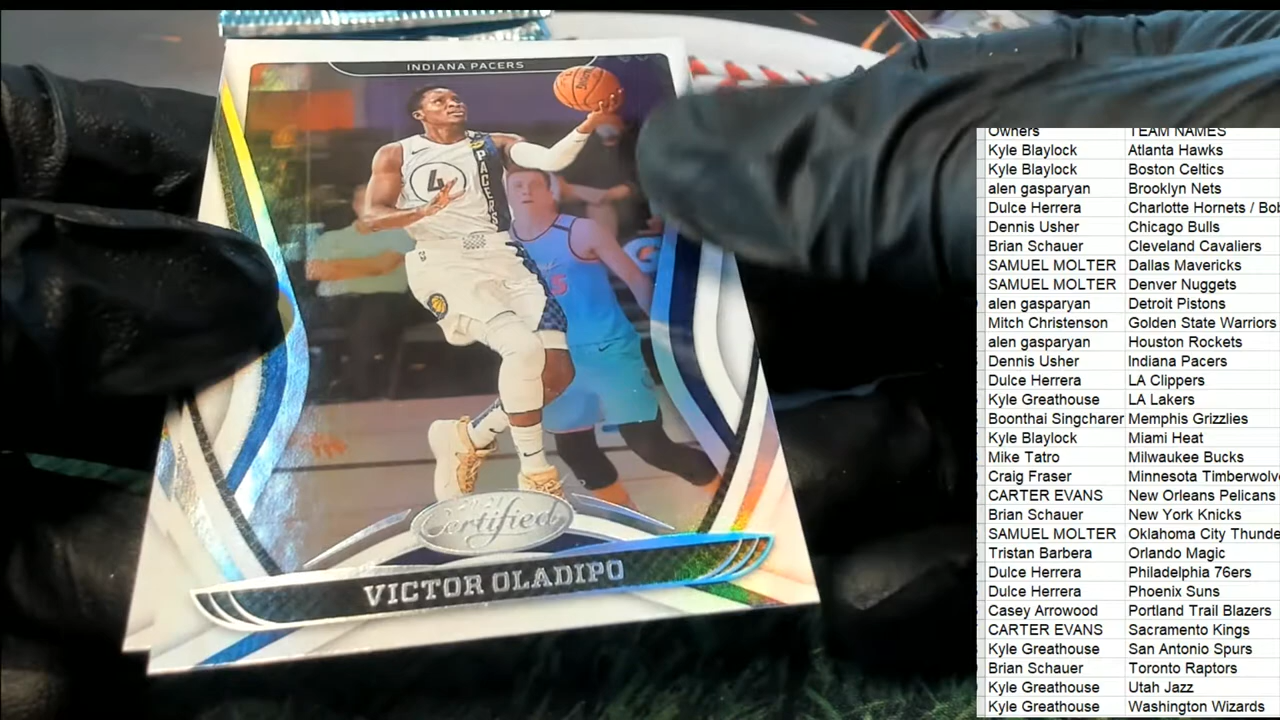 INDIANA PACERS
4
PACERS
5
Certified
VICTOR OLADIPO
Owners TEAM NAMES
Kyle Blaylock Atlanta Hawks
Kyle Blaylock Boston Celtics
alen gasparyan Brooklyn Nets
Dulce Herrera Charlotte Hornets / Bob
Dennis Usher Chicago Bulls
Brian Schauer Cleveland Cavaliers
SAMUEL MOLTER Dallas Mavericks
SAMUEL MOLTER Denver Nuggets
alen gasparyan Detroit Pistons
Mitch Christenson Golden State Warriors
alen gasparyan Houston Rockets
Dennis Usher Indiana Pacers
Dulce Herrera LA Clippers
Kyle Greathouse LA Lakers
Boonthai Singcharer Memphis Grizzlies
Kyle Blaylock Miami Heat
Mike Tatro Milwaukee Bucks
Craig Fraser Minnesota Timberwolve
CARTER EVANS New Orleans Pelicans
Brian Schauer New York Knicks
SAMUEL MOLTER Oklahoma City Thunde
Tristan Barbera Orlando Magic
Dulce Herrera Philadelphia 76ers
Dulce Herrera Phoenix Suns
Casey Arrowood Portland Trail Blazers
CARTER EVANS Sacramento Kings
Kyle Greathouse San Antonio Spurs
Brian Schauer Toronto Raptors
Kyle Greathouse Utah Jazz
Kyle Greathouse Washington Wizards